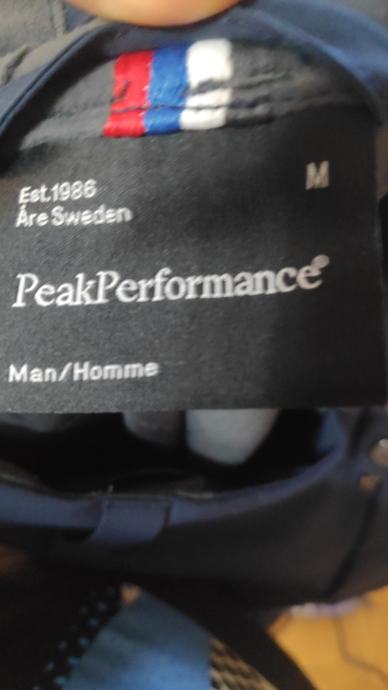 M
Est.1986
Åre Sweden
PeakPerformance®
Man/Homme